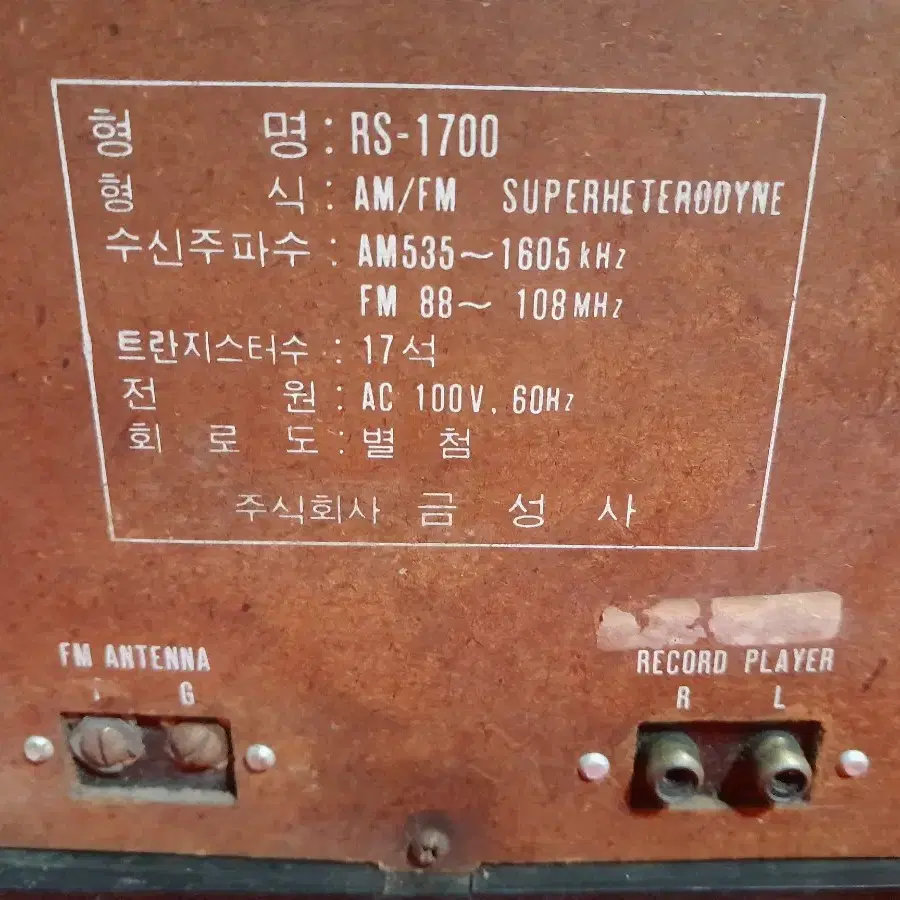 형 명 : RS-1700
형 식 : AM/FM SUPERHETERODYNE
수신주파수 : AM535~1605kHz
FM 88~ 108MHz
트란지스터수 : 17석
전 원 : AC 100V. 60Hz
회 로 도 : 별 첨
주식회사 금 성 사
FM ANTENNA
G
RECORD PLAYER
R L